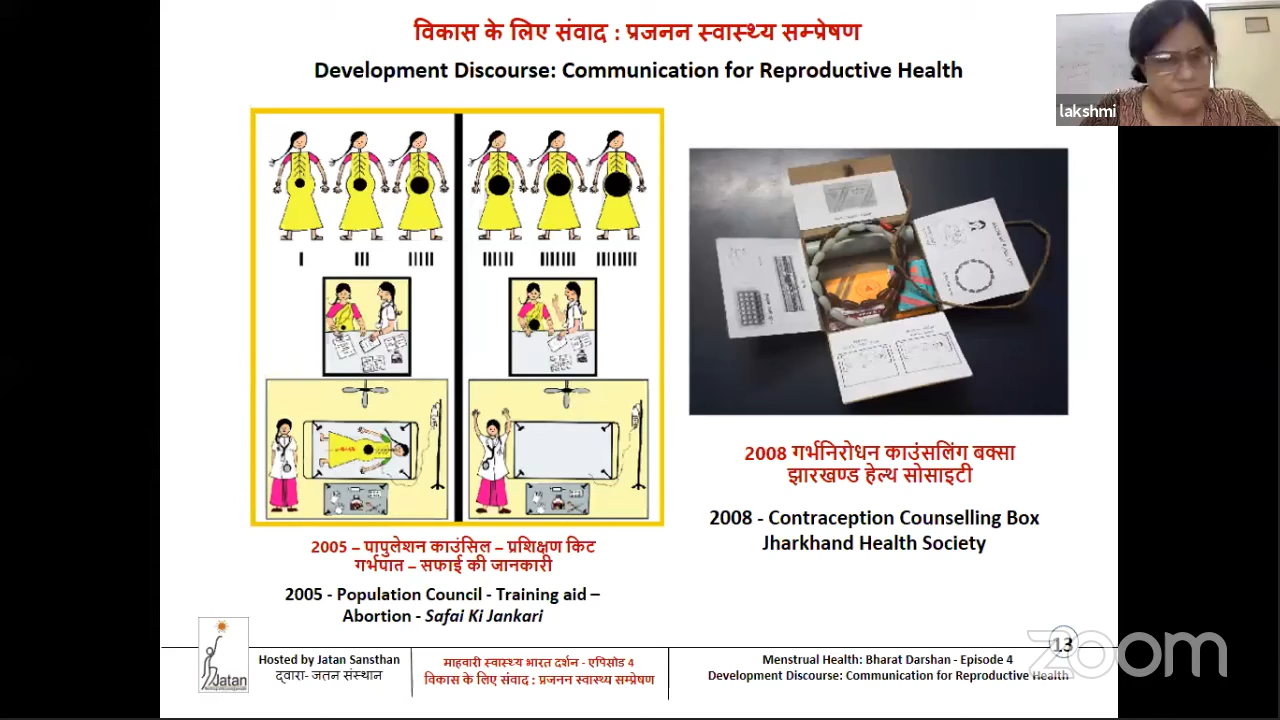 विकास के लिए संवाद : प्रजनन स्वास्थ्य सम्प्रेषण
Development Discourse: Communication for Reproductive Health
lakshmi
2008 गर्भनिरोधन काउंसलिंग बक्सा
झारखण्ड हेल्थ सोसाइटी
2008 - Contraception Counselling Box
Jharkhand Health Society
2005 – पापुलेशन काउंसिल – प्रशिक्षण किट
गर्भपात – सफाई की जानकारी
2005 - Population Council - Training aid –
Abortion - Safai Ki Jankari
Jatan
Hosted by Jatan Sansthan
द्वारा- जतन संस्थान
माहवारी स्वास्थ्य भारत दर्शन - एपिसोड 4
विकास के लिए संवाद : प्रजनन स्वास्थ्य सम्प्रेषण
13
zoom
Menstrual Health: Bharat Darshan - Episode 4
Development Discourse: Communication for Reproductive Health